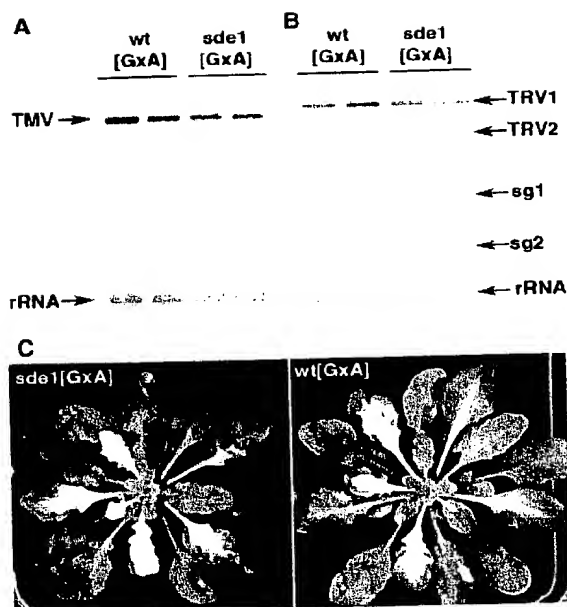 A
B
wt
sde1
wt
sde1
[GxA]
[GxA]
[GxA]
[GxA]
TMV
TRV1
TRV2
sg1
sg2
rRNA
rRNA
C
sde1[GxA]
wt[GxA]